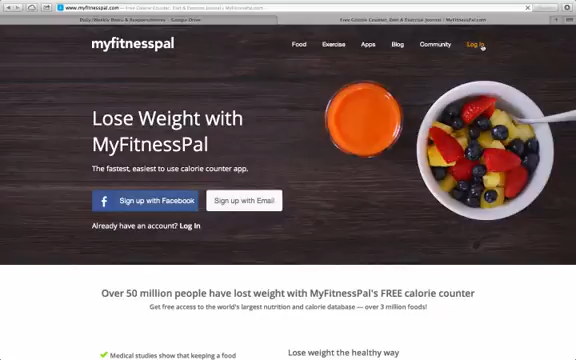 www.myfitnesspal.com
myfitnesspal
Food Exercise Apps Blog Community Log In
Lose Weight with
MyFitnessPal
The fastest, easiest to use calorie counter app.
f Sign up with Facebook Sign up with Email
Already have an account? Log In
Over 50 million people have lost weight with MyFitnessPal's FREE calorie counter
Get free access to the world's largest nutrition and calorie database — over 3 million foods!
Medical studies show that keeping a food
Lose weight the healthy way